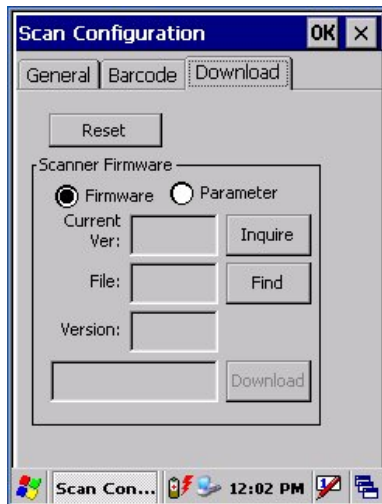 Scan Configuration OK ×
General Barcode Download
Reset
Scanner Firmware
Firmware Parameter
Current Ver: Inquire
File: Find
Version:
Download
Scan Con... 12:02 PM